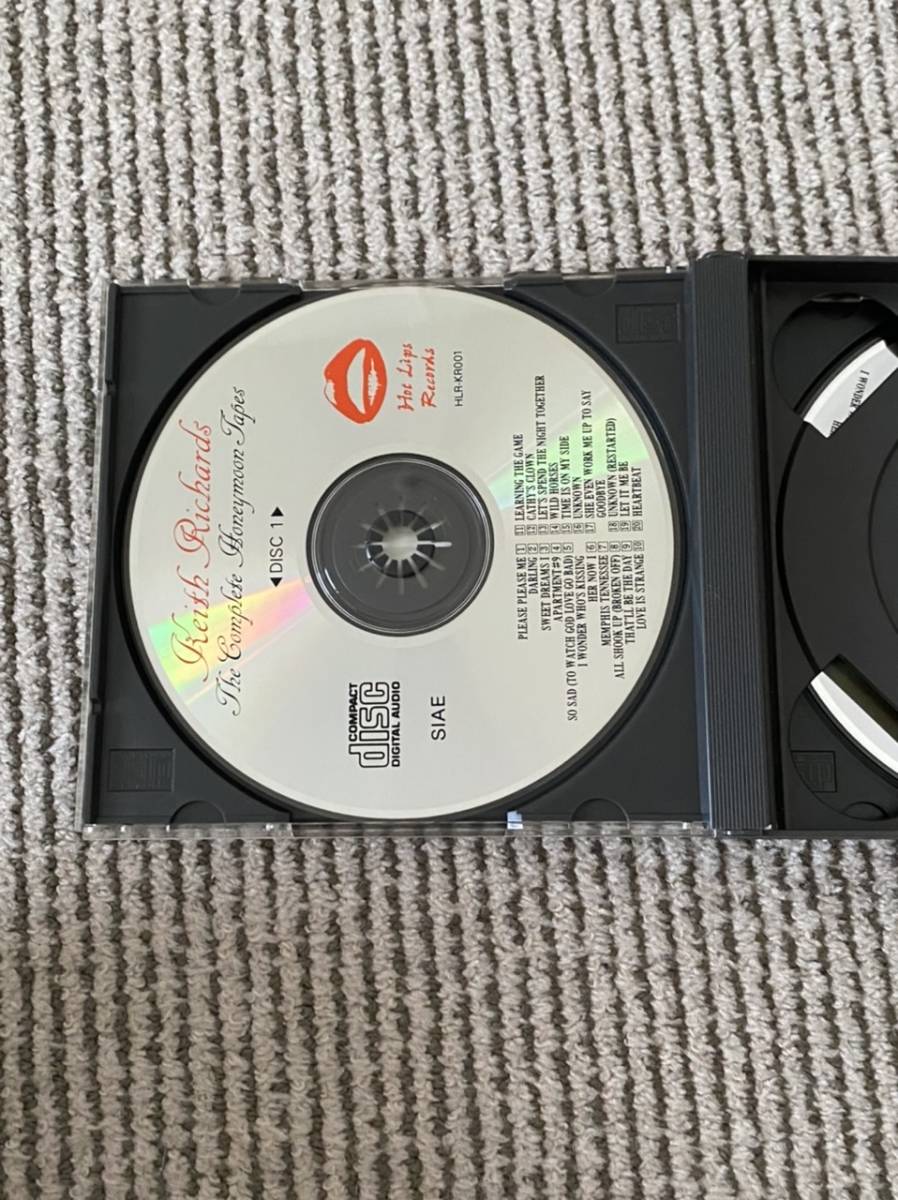 Keith Richards
The Complete Honeymoon Tapes
◄DISC 1►
COMPACT
disc
DIGITAL AUDIO
SIAE
Hot Lips
Records
HLR-KR001
PLEASE PLEASE ME 1
DARLING 2
SWEET DREAMS I 3
APARTMENT#9 4
SO SAD (TO WATCH GOD LOVE GO BAD) 5
I WONDER WHO'S KISSING
HER NOW I 6
MEMPHIS TENNESSEE 7
ALL SHOOK UP (BROKEN OFF) 8
THAT'LL BE THE DAY 9
LOVE IS STRANGE 10
11 LEARNING THE GAME
12 CATHY'S CLOWN
13 LET'S SPEND THE NIGHT TOGETHER
14 WILD HORSES
15 TIME IS ON MY SIDE
16 UNKNOWN
17 SHE EVEN WORK ME UP TO SAY
GOODBYE
18 UNKNOWN (RESTARTED)
19 LET IT ME BE
20 HEARTBEAT
I WONDER